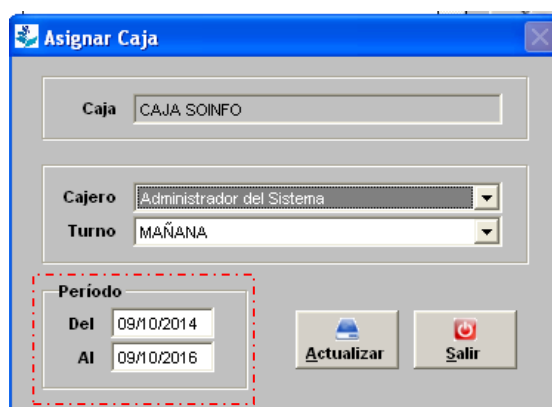 Asignar Caja
Caja CAJA SOINFO
Cajero Administrador del Sistema
Turno MAÑANA
Período
Del 09/10/2014
Al 09/10/2016
Actualizar Salir